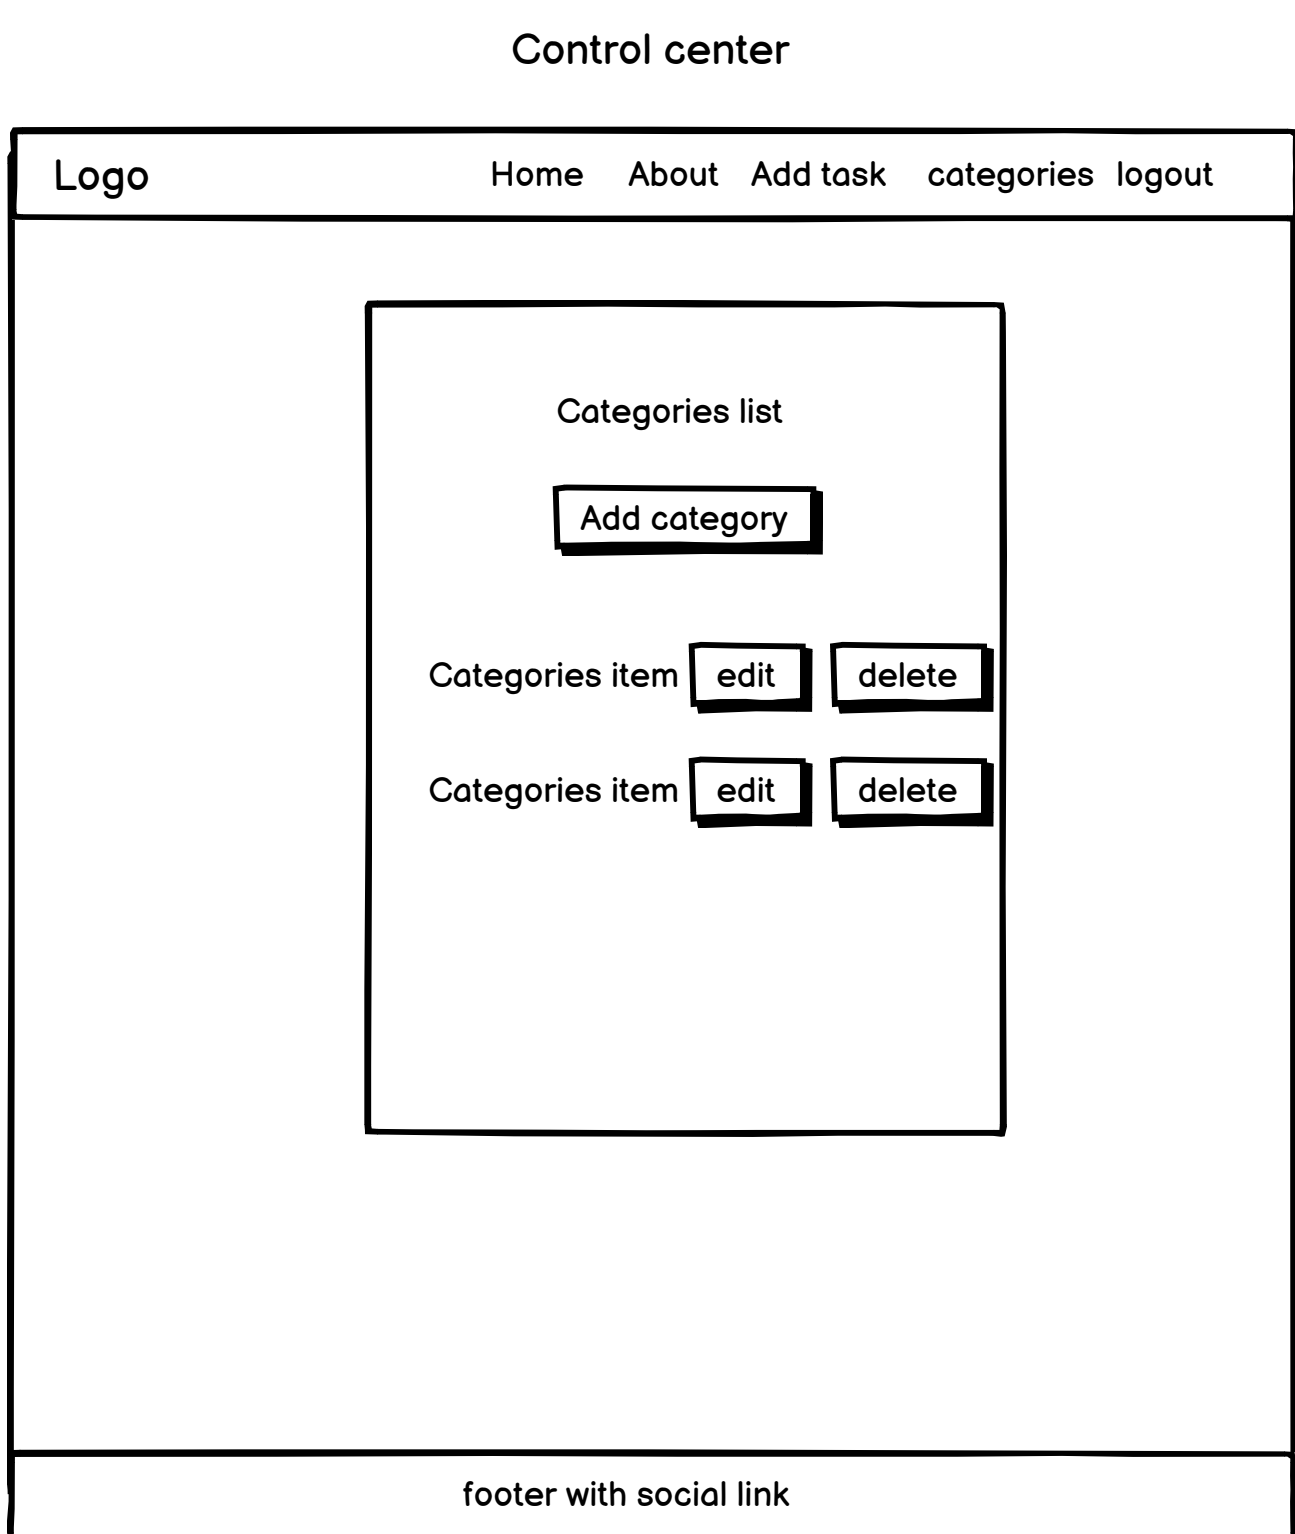 Control center
Logo Home About Add task categories logout
Categories list
Add category
Categories item edit delete
Categories item edit delete
footer with social link